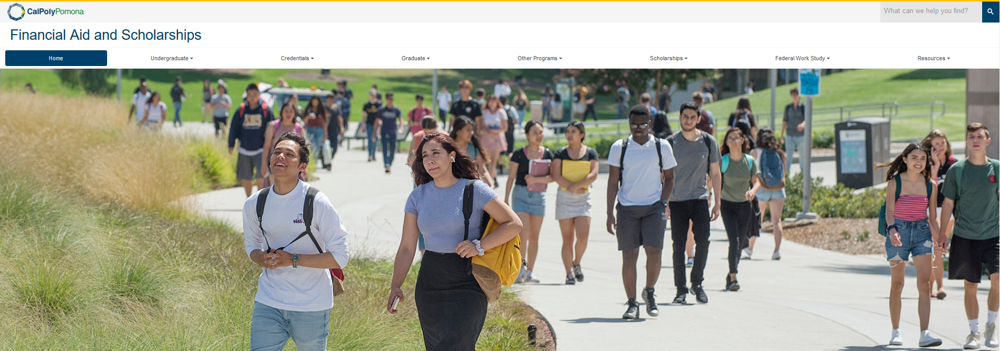 CalPolyPomona
What can we help you find?
Financial Aid and Scholarships
Home
Undergraduate
Credentials
Graduate
Other Programs
Scholarships
Federal Work Study
Resources
VANS